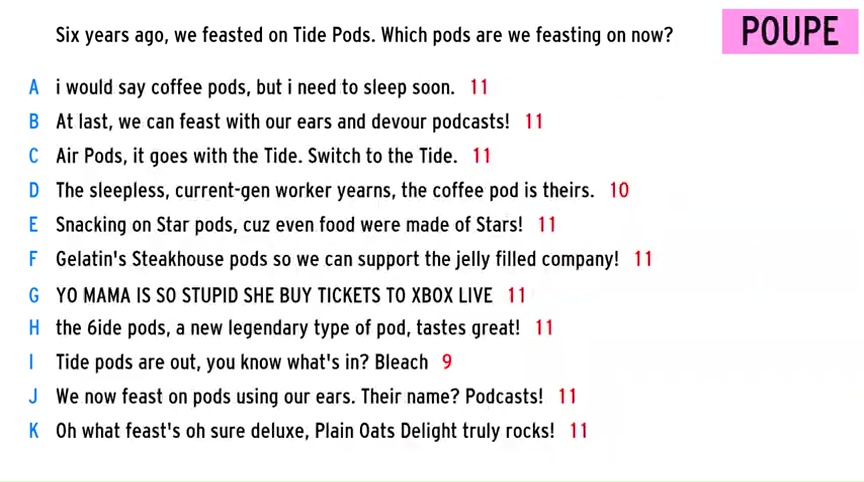 Six years ago, we feasted on Tide Pods. Which pods are we feasting on now?
POUPE
A i would say coffee pods, but i need to sleep soon. 11
B At last, we can feast with our ears and devour podcasts! 11
C Air Pods, it goes with the Tide. Switch to the Tide. 11
D The sleepless, current-gen worker yearns, the coffee pod is theirs. 10
E Snacking on Star pods, cuz even food were made of Stars! 11
F Gelatin's Steakhouse pods so we can support the jelly filled company! 11
G YO MAMA IS SO STUPID SHE BUY TICKETS TO XBOX LIVE 11
H the 6ide pods, a new legendary type of pod, tastes great! 11
I Tide pods are out, you know what's in? Bleach 9
J We now feast on pods using our ears. Their name? Podcasts! 11
K Oh what feast's oh sure deluxe, Plain Oats Delight truly rocks! 11